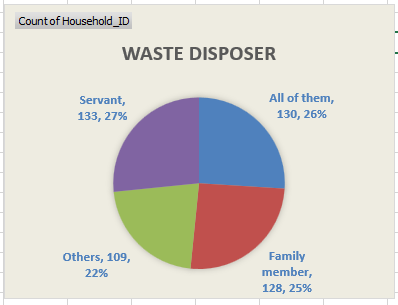 Count of Household_ID
WASTE DISPOSER
Servant,
133, 27%
All of them,
130, 26%
Others, 109,
22%
Family
member,
128, 25%